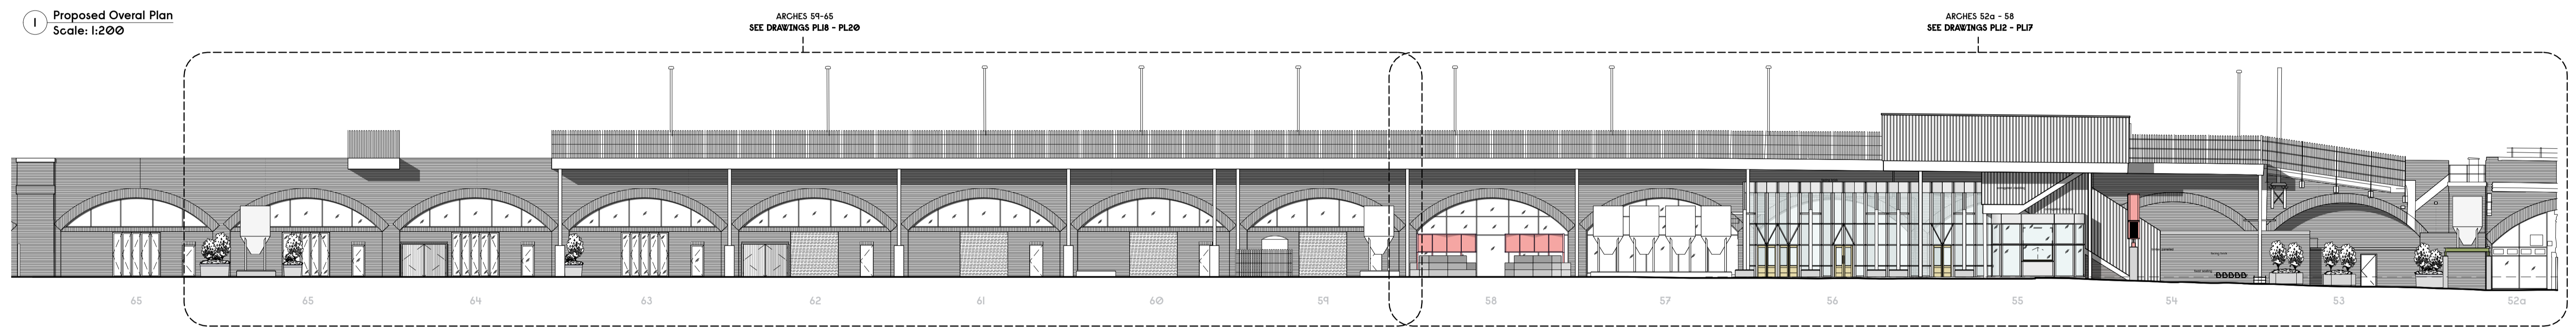 1
Proposed Overal Plan
Scale: 1:200
ARCHES 59-65
SEE DRAWINGS PL18 - PL20
ARCHES 52a - 58
SEE DRAWINGS PL12 - PL17
65
65
64
63
62
61
60
59
58
57
56
55
54
53
52a